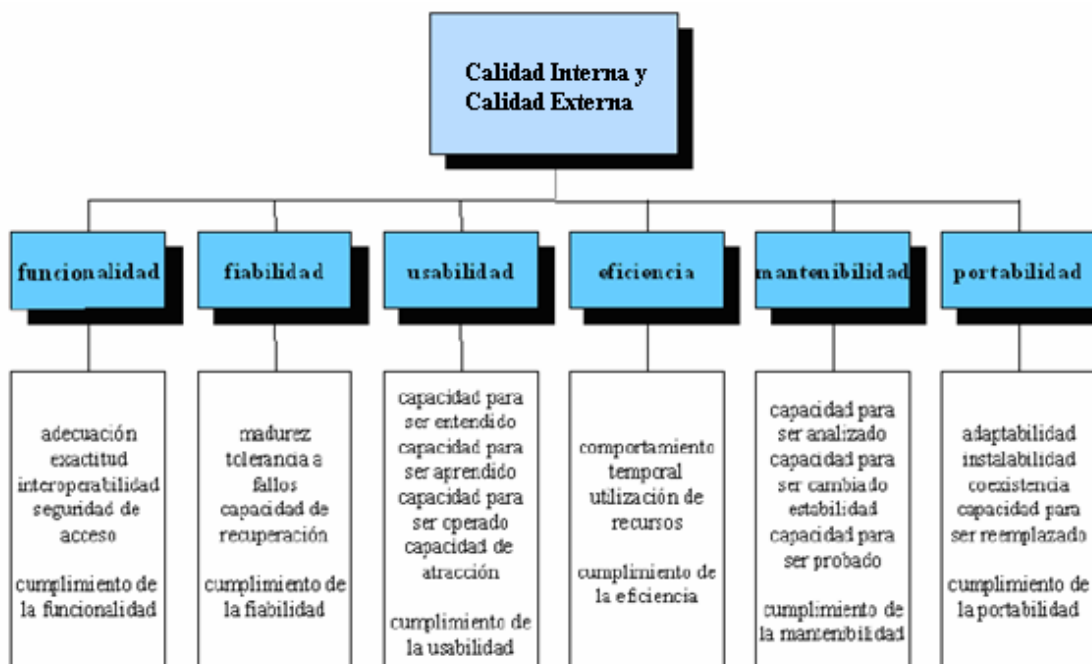 Calidad Interna y
Calidad Externa
funcionalidad
fiabilidad
usabilidad
eficiencia
mantenibilidad
portabilidad
adecuación
exactitud
interoperabilidad
seguridad de
acceso
cumplimiento de
la funcionalidad
madurez
tolerancia a
fallos
capacidad de
recuperación
cumplimiento de
la fiabilidad
capacidad para
ser entendido
capacidad para
ser aprendido
capacidad para
ser operado
capacidad de
atracción
cumplimiento de
la usabilidad
comportamiento
temporal
utilización de
recursos
cumplimiento de
la eficiencia
capacidad para
ser analizado
capacidad para
ser cambiado
estabilidad
capacidad para
ser probado
cumplimiento de
la mantenibilidad
adaptabilidad
instalabilidad
coexistencia
capacidad para
ser reemplazado
cumplimiento de
la portabilidad